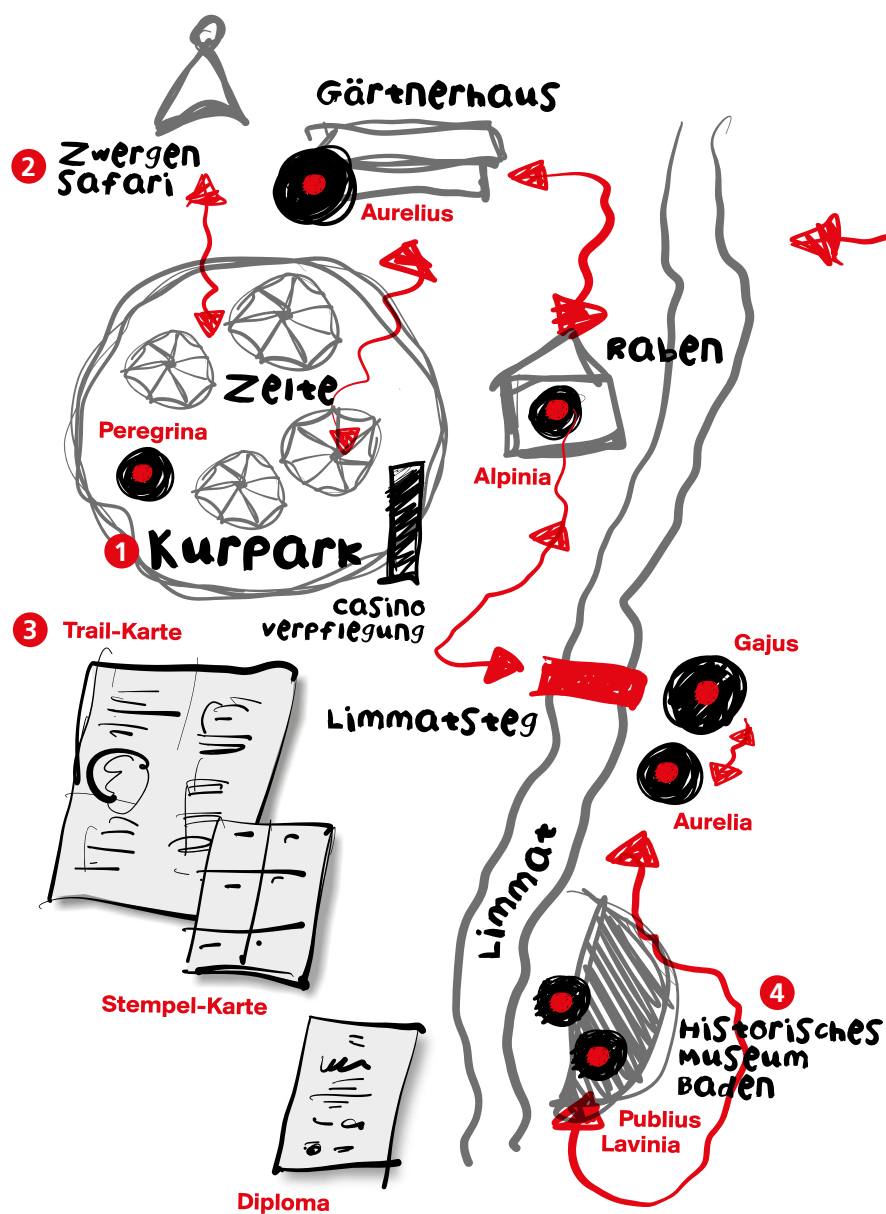 Gärtnerhaus
2
Zwergen
Safari
Aurelius
Raben
Zelte
Peregrina
Alpinia
1
Kurpark
casino
verpflegung
3
Trail-Karte
Gajus
Limmatsteg
Aurelia
Limmat
Stempel-Karte
4
Historisches
Museum
Baden
Publius
Lavinia
Diploma